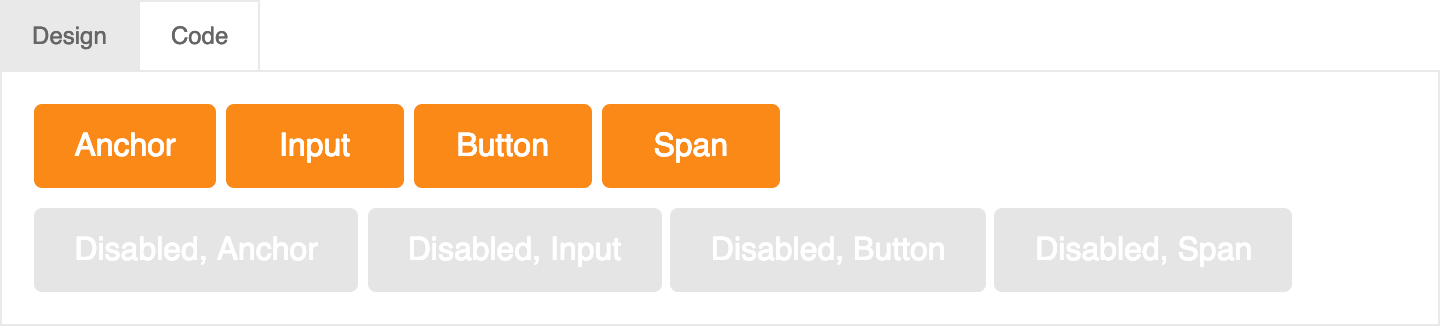 Design Code
Anchor Input Button Span
Disabled, Anchor Disabled, Input Disabled, Button Disabled, Span